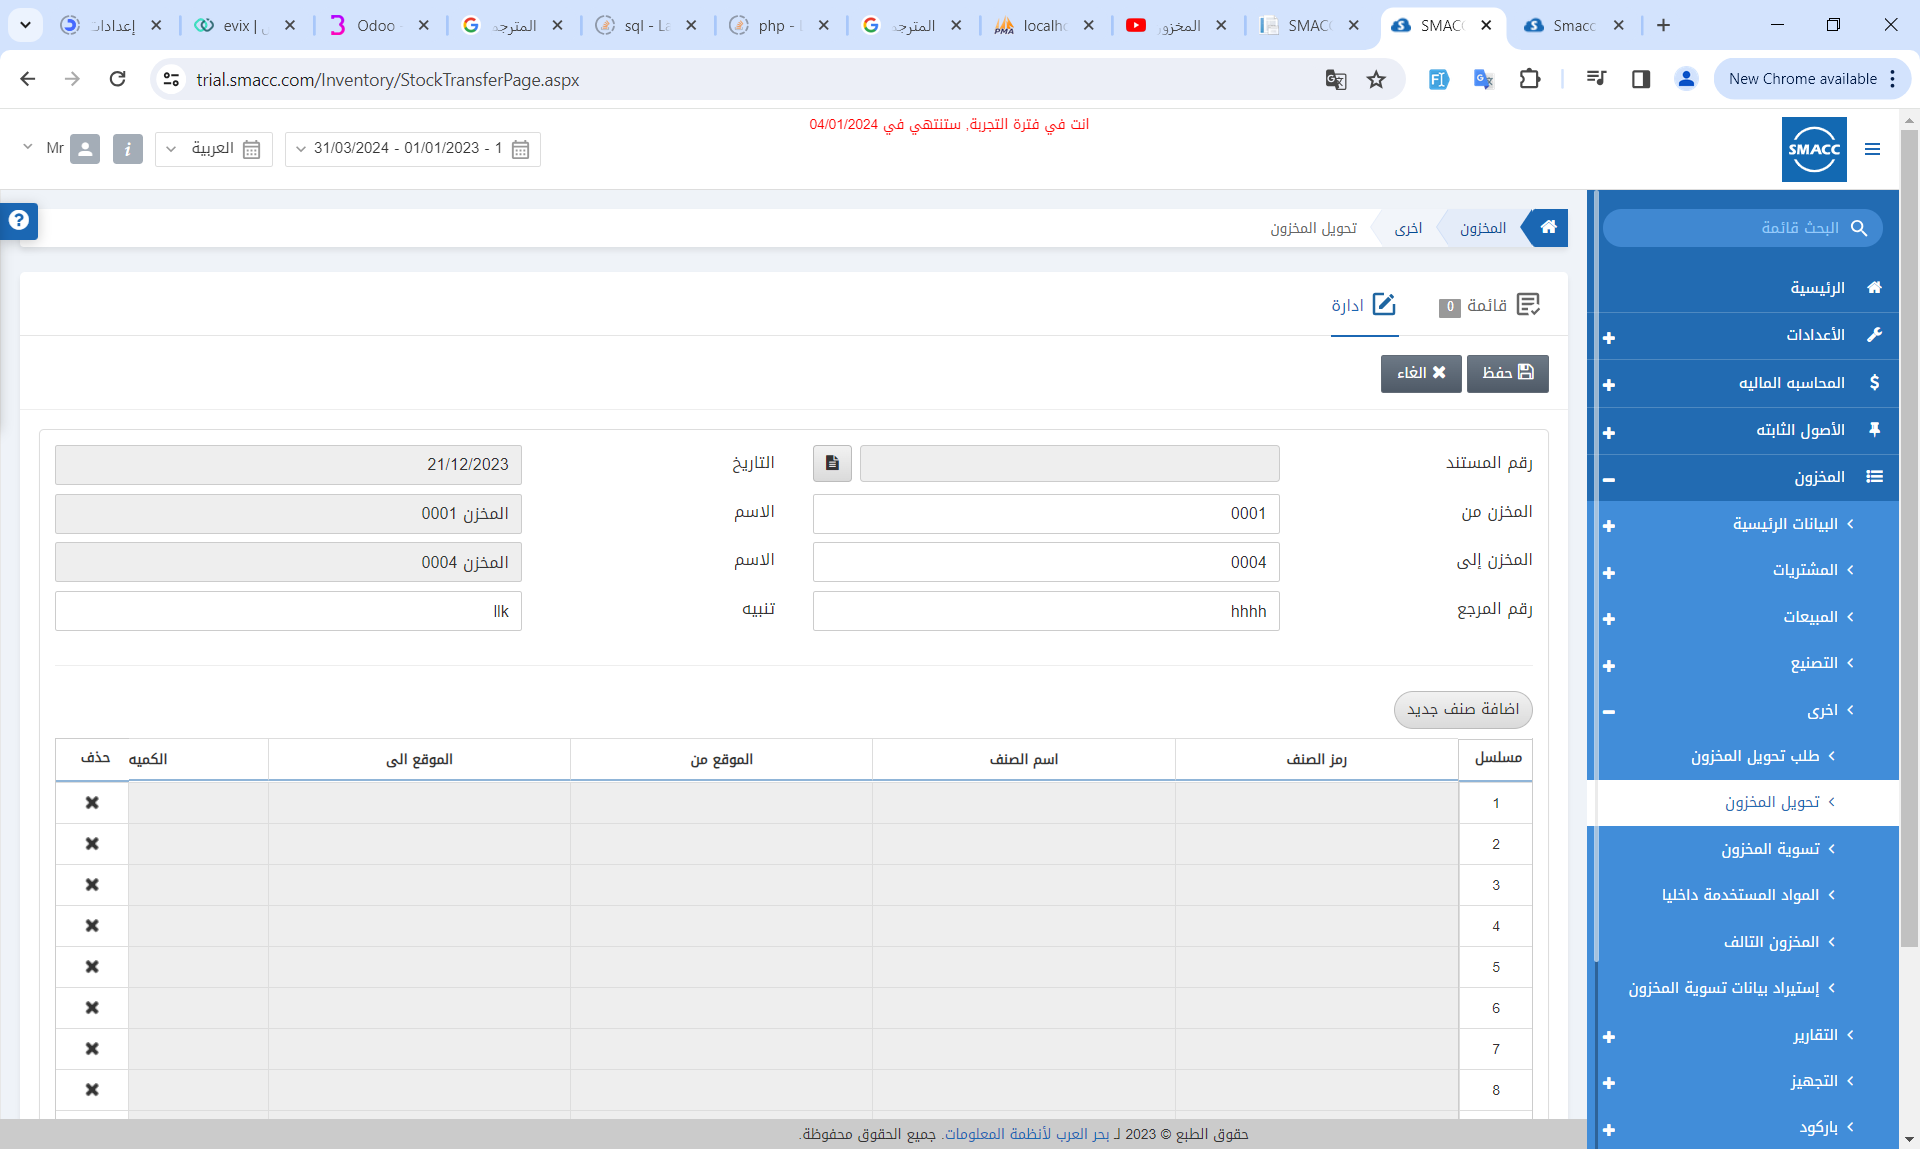 إعدادات
evix |
Odoo
المترجم
sql - La
php - L
المترجم
localho
المخزور
SMACC
SMACC
Smacc
trial.smacc.com/Inventory/StockTransferPage.aspx
New Chrome available
انت في فترة التجربة, ستنتهي في 04/01/2024
SMACC
1 - 01/01/2023 - 31/03/2024
العربية
i
Mr
?
المخزون
اخرى
تحويل المخزون
قائمة 0
ادارة
حفظ
الغاء
رقم المستند
التاريخ
21/12/2023
المخزن من
0001
الاسم
المخزن 0001
المخزن إلى
0004
الاسم
المخزن 0004
رقم المرجع
hhhh
تنبيه
llk
اضافة صنف جديد
مسلسل
رمز الصنف
اسم الصنف
الموقع من
الموقع الى
الكميه
حذف
1
2
3
4
5
6
7
8
البحث قائمة
الرئيسية
الأعدادات
المحاسبه الماليه
الأصول الثابته
المخزون
البيانات الرئيسية
المشتريات
المبيعات
التصنيع
اخرى
طلب تحويل المخزون
تحويل المخزون
تسوية المخزون
المواد المستخدمة داخليا
المخزون التالف
إستيراد بيانات تسوية المخزون
التقارير
التجهيز
باركود
حقوق الطبع © 2023 لـ بحر العرب لأنظمة المعلومات. جميع الحقوق محفوظة.